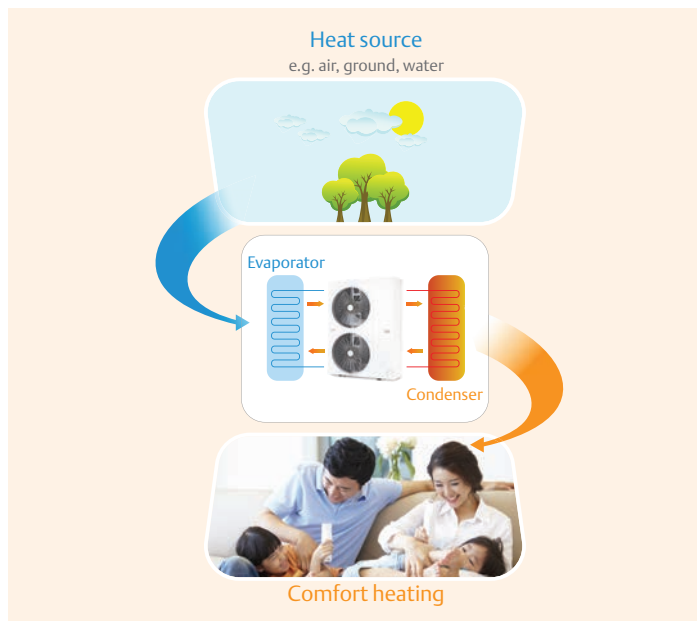 Heat source
e.g. air, ground, water
Evaporator
Condenser
Comfort heating